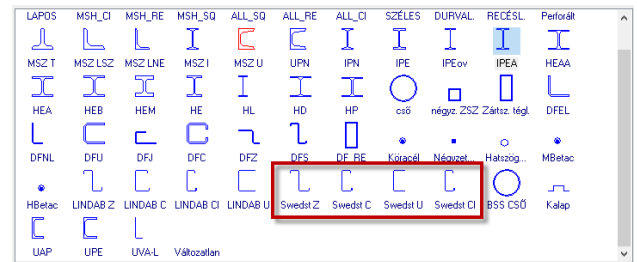 LAPOS MSH_CI MSH_RE MSH_SQ ALL_SQ ALL_RE ALL_CI SZÉLES DURVAL. RECÉSL. Perforált
MSZ T MSZ LSZ MSZ LNE MSZ I MSZ U UPN IPN IPE IPEov IPEA HEAA
HEA HEB HEM HE HL HD HP cső négyz. ZSZ Zártsz. tégl. DFEL
DFNL DFU DFJ DFC DFZ DFS DF_RE Köracél Négyzet... Hatszög... MBetac
HBetac LINDAB Z LINDAB C LINDAB CI LINDAB U Swedst Z Swedst C Swedst U Swedst CI BSS CSŐ Kalap
UAP UPE UVA-L Változatlan